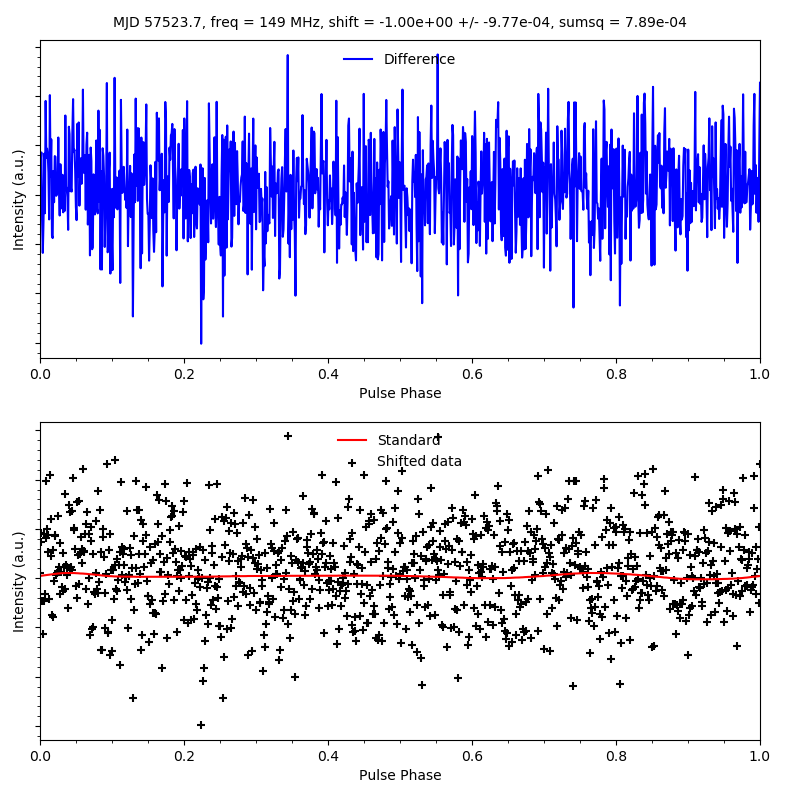 MJD 57523.7, freq = 149 MHz, shift = -1.00e+00 +/- -9.77e-04, sumsq = 7.89e-04
Difference
Intensity (a.u.)
0.0 0.2 0.4 0.6 0.8 1.0
Pulse Phase
Standard
Shifted data
Intensity (a.u.)
0.0 0.2 0.4 0.6 0.8 1.0
Pulse Phase